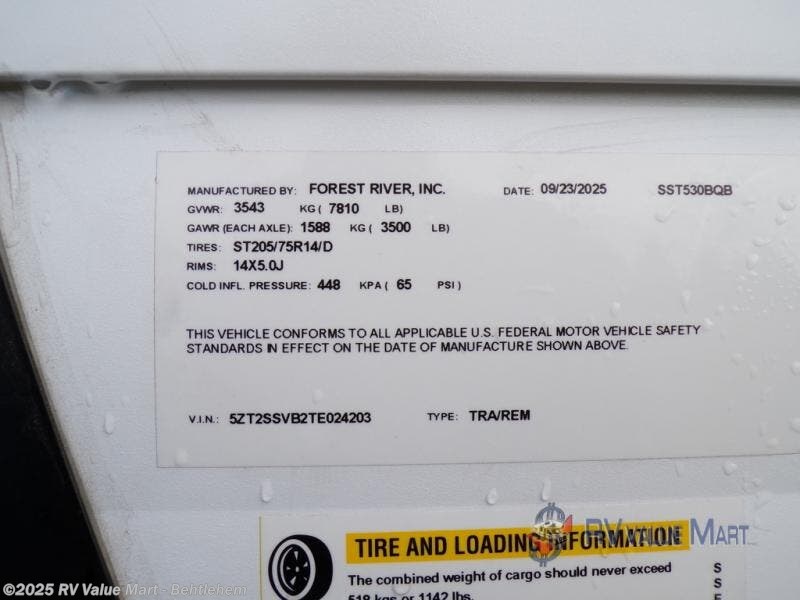 MANUFACTURED BY: FOREST RIVER, INC. DATE: 09/23/2025 SST530BQB
GVWR: 3543 KG ( 7810 LB)
GAWR (EACH AXLE): 1588 KG ( 3500 LB)
TIRES: ST205/75R14/D
RIMS: 14X5.0J
COLD INFL. PRESSURE: 448 KPA ( 65 PSI )
THIS VEHICLE CONFORMS TO ALL APPLICABLE U.S. FEDERAL MOTOR VEHICLE SAFETY
STANDARDS IN EFFECT ON THE DATE OF MANUFACTURE SHOWN ABOVE.
V.I.N.: 5ZT2SSVB2TE024203 TYPE: TRA/REM
RV VALUE MART
TIRE AND LOADING INFORMATION
The combined weight of cargo should never exceed
518 kgs or 1142 lbs.
S
S
©2025 RV Value Mart - Behtlehem